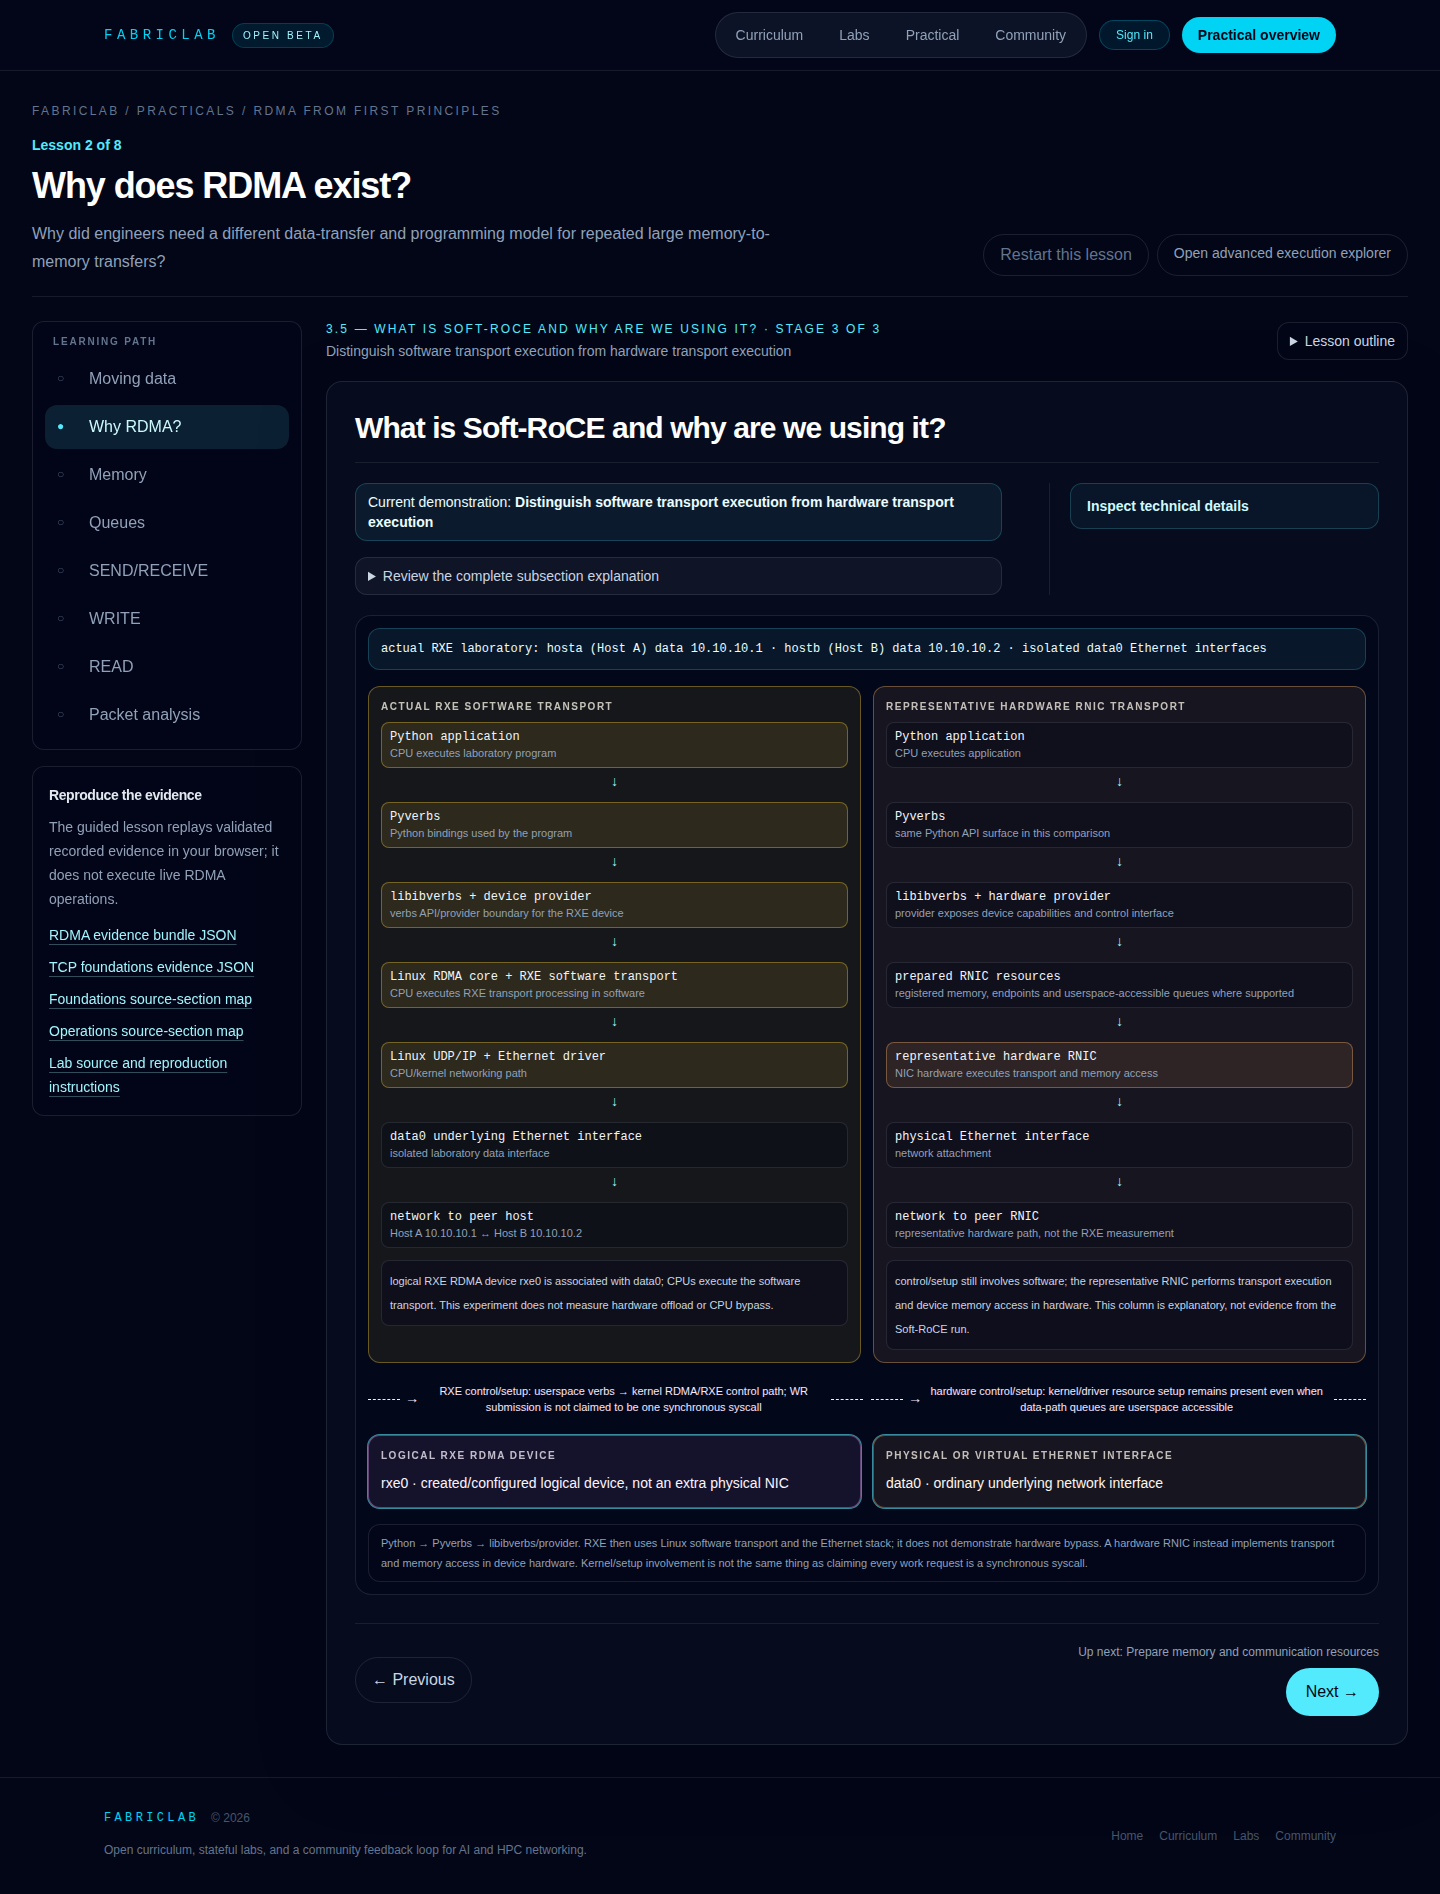 FABRICLAB OPEN BETA Curriculum Labs Practical Community Sign in Practical overview
FABRICLAB / PRACTICALS / RDMA FROM FIRST PRINCIPLES
Lesson 2 of 8
Why does RDMA exist?
Why did engineers need a different data-transfer and programming model for repeated large memory-to-
memory transfers?
Restart this lesson Open advanced execution explorer
LEARNING PATH
○ Moving data
● Why RDMA?
○ Memory
○ Queues
○ SEND/RECEIVE
○ WRITE
○ READ
○ Packet analysis
Reproduce the evidence
The guided lesson replays validated
recorded evidence in your browser; it
does not execute live RDMA
operations.
RDMA evidence bundle JSON
TCP foundations evidence JSON
Foundations source-section map
Operations source-section map
Lab source and reproduction
instructions
3.5 — WHAT IS SOFT-ROCE AND WHY ARE WE USING IT? · STAGE 3 OF 3
Distinguish software transport execution from hardware transport execution
▶ Lesson outline
What is Soft-RoCE and why are we using it?
Current demonstration: Distinguish software transport execution from hardware transport
execution
Inspect technical details
▶ Review the complete subsection explanation
actual RXE laboratory: hosta (Host A) data 10.10.10.1 · hostb (Host B) data 10.10.10.2 · isolated data0 Ethernet interfaces
ACTUAL RXE SOFTWARE TRANSPORT
Python application
CPU executes laboratory program
↓
Pyverbs
Python bindings used by the program
↓
libibverbs + device provider
verbs API/provider boundary for the RXE device
↓
Linux RDMA core + RXE software transport
CPU executes RXE transport processing in software
↓
Linux UDP/IP + Ethernet driver
CPU/kernel networking path
↓
data0 underlying Ethernet interface
isolated laboratory data interface
↓
network to peer host
Host A 10.10.10.1 ↔ Host B 10.10.10.2
logical RXE RDMA device rxe0 is associated with data0; CPUs execute the software
transport. This experiment does not measure hardware offload or CPU bypass.
REPRESENTATIVE HARDWARE RNIC TRANSPORT
Python application
CPU executes application
↓
Pyverbs
same Python API surface in this comparison
↓
libibverbs + hardware provider
provider exposes device capabilities and control interface
↓
prepared RNIC resources
registered memory, endpoints and userspace-accessible queues where supported
↓
representative hardware RNIC
NIC hardware executes transport and memory access
↓
physical Ethernet interface
network attachment
↓
network to peer RNIC
representative hardware path, not the RXE measurement
control/setup still involves software; the representative RNIC performs transport execution
and device memory access in hardware. This column is explanatory, not evidence from the
Soft-RoCE run.
→ RXE control/setup: userspace verbs → kernel RDMA/RXE control path; WR
submission is not claimed to be one synchronous syscall
→ hardware control/setup: kernel/driver resource setup remains present even when
data-path queues are userspace accessible
LOGICAL RXE RDMA DEVICE
rxe0 · created/configured logical device, not an extra physical NIC
PHYSICAL OR VIRTUAL ETHERNET INTERFACE
data0 · ordinary underlying network interface
Python → Pyverbs → libibverbs/provider. RXE then uses Linux software transport and the Ethernet stack; it does not demonstrate hardware bypass. A hardware RNIC instead implements transport
and memory access in device hardware. Kernel/setup involvement is not the same thing as claiming every work request is a synchronous syscall.
Up next: Prepare memory and communication resources
← Previous
Next →
FABRICLAB © 2026
Open curriculum, stateful labs, and a community feedback loop for AI and HPC networking.
Home Curriculum Labs Community